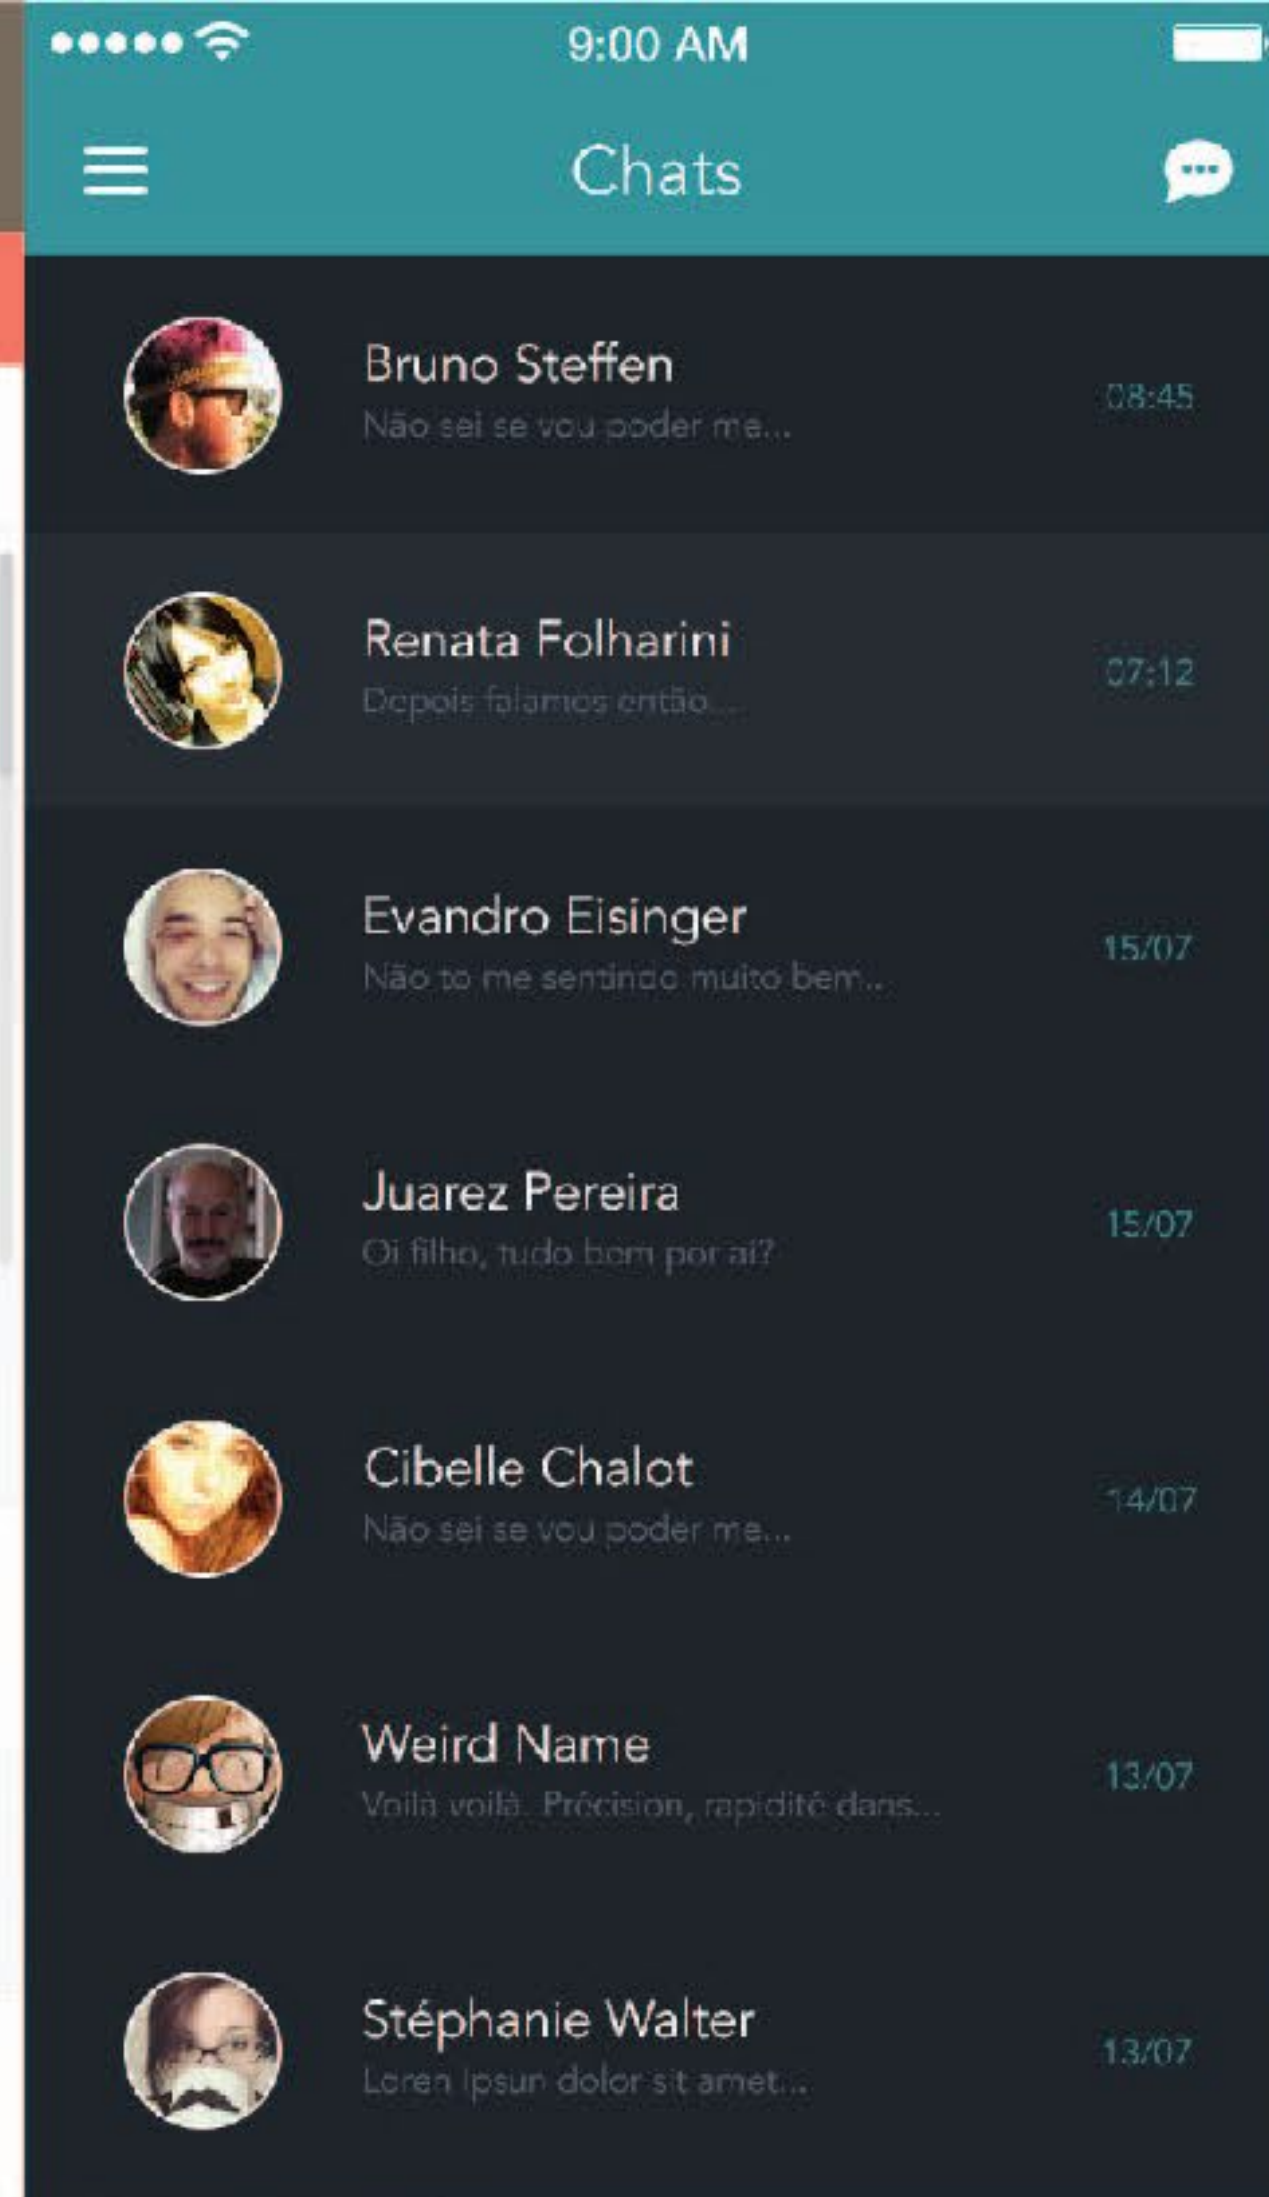 9:00 AM
Chats
Bruno Steffen
Não sei se vou poder me...
08:45
Renata Folharini
Depois falamos então...
07:12
Evandro Eisinger
Não to me sentindo muito bem...
15/07
Juarez Pereira
Oi filho, tudo bem por aí?
15/07
Cibelle Chalot
Não sei se vou poder me...
14/07
Weird Name
Voilà voilà. Précision, rapidité dans...
13/07
Stéphanie Walter
Loren Ipsun dolor sit amet...
13/07